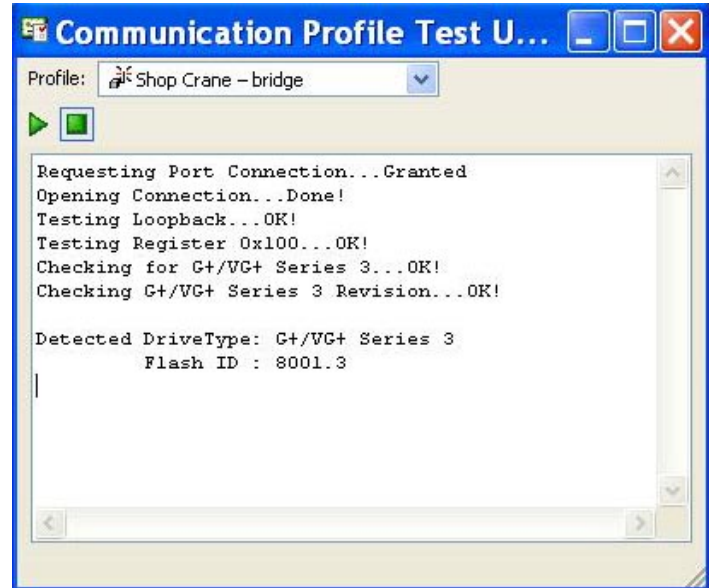 Communication Profile Test U...
Profile: Shop Crane – bridge
Requesting Port Connection...Granted
Opening Connection...Done!
Testing Loopback...OK!
Testing Register 0x100...OK!
Checking for G+/VG+ Series 3...OK!
Checking G+/VG+ Series 3 Revision...OK!
Detected DriveType: G+/VG+ Series 3
Flash ID : 8001.3